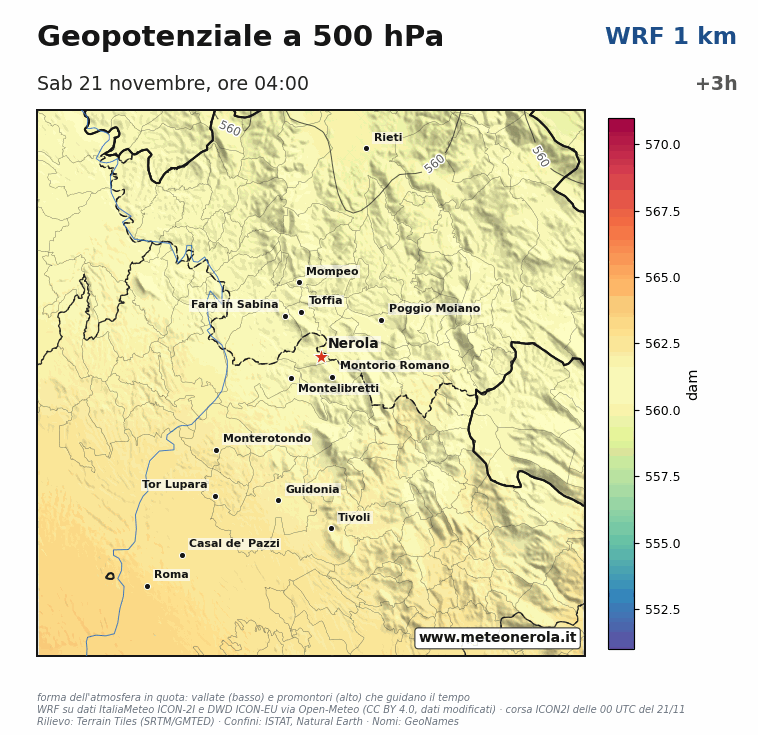 Geopotenziale a 500 hPa
WRF 1 km
Sab 21 novembre, ore 04:00
+3h
560
560
560
Rieti
Mompeo
Toffia
Fara in Sabina
Poggio Moiano
Nerola
Montorio Romano
Montelibretti
Monterotondo
Tor Lupara
Guidonia
Tivoli
Casal de' Pazzi
Roma
www.meteonerola.it
570.0
567.5
565.0
562.5
560.0
557.5
555.0
552.5
dam
forma dell'atmosfera in quota: vallate (basso) e promontori (alto) che guidano il tempo
WRF su dati ItaliaMeteo ICON-2I e DWD ICON-EU via Open-Meteo (CC BY 4.0, dati modificati) · corsa ICON2I delle 00 UTC del 21/11
Rilievo: Terrain Tiles (SRTM/GMTED) · Confini: ISTAT, Natural Earth · Nomi: GeoNames